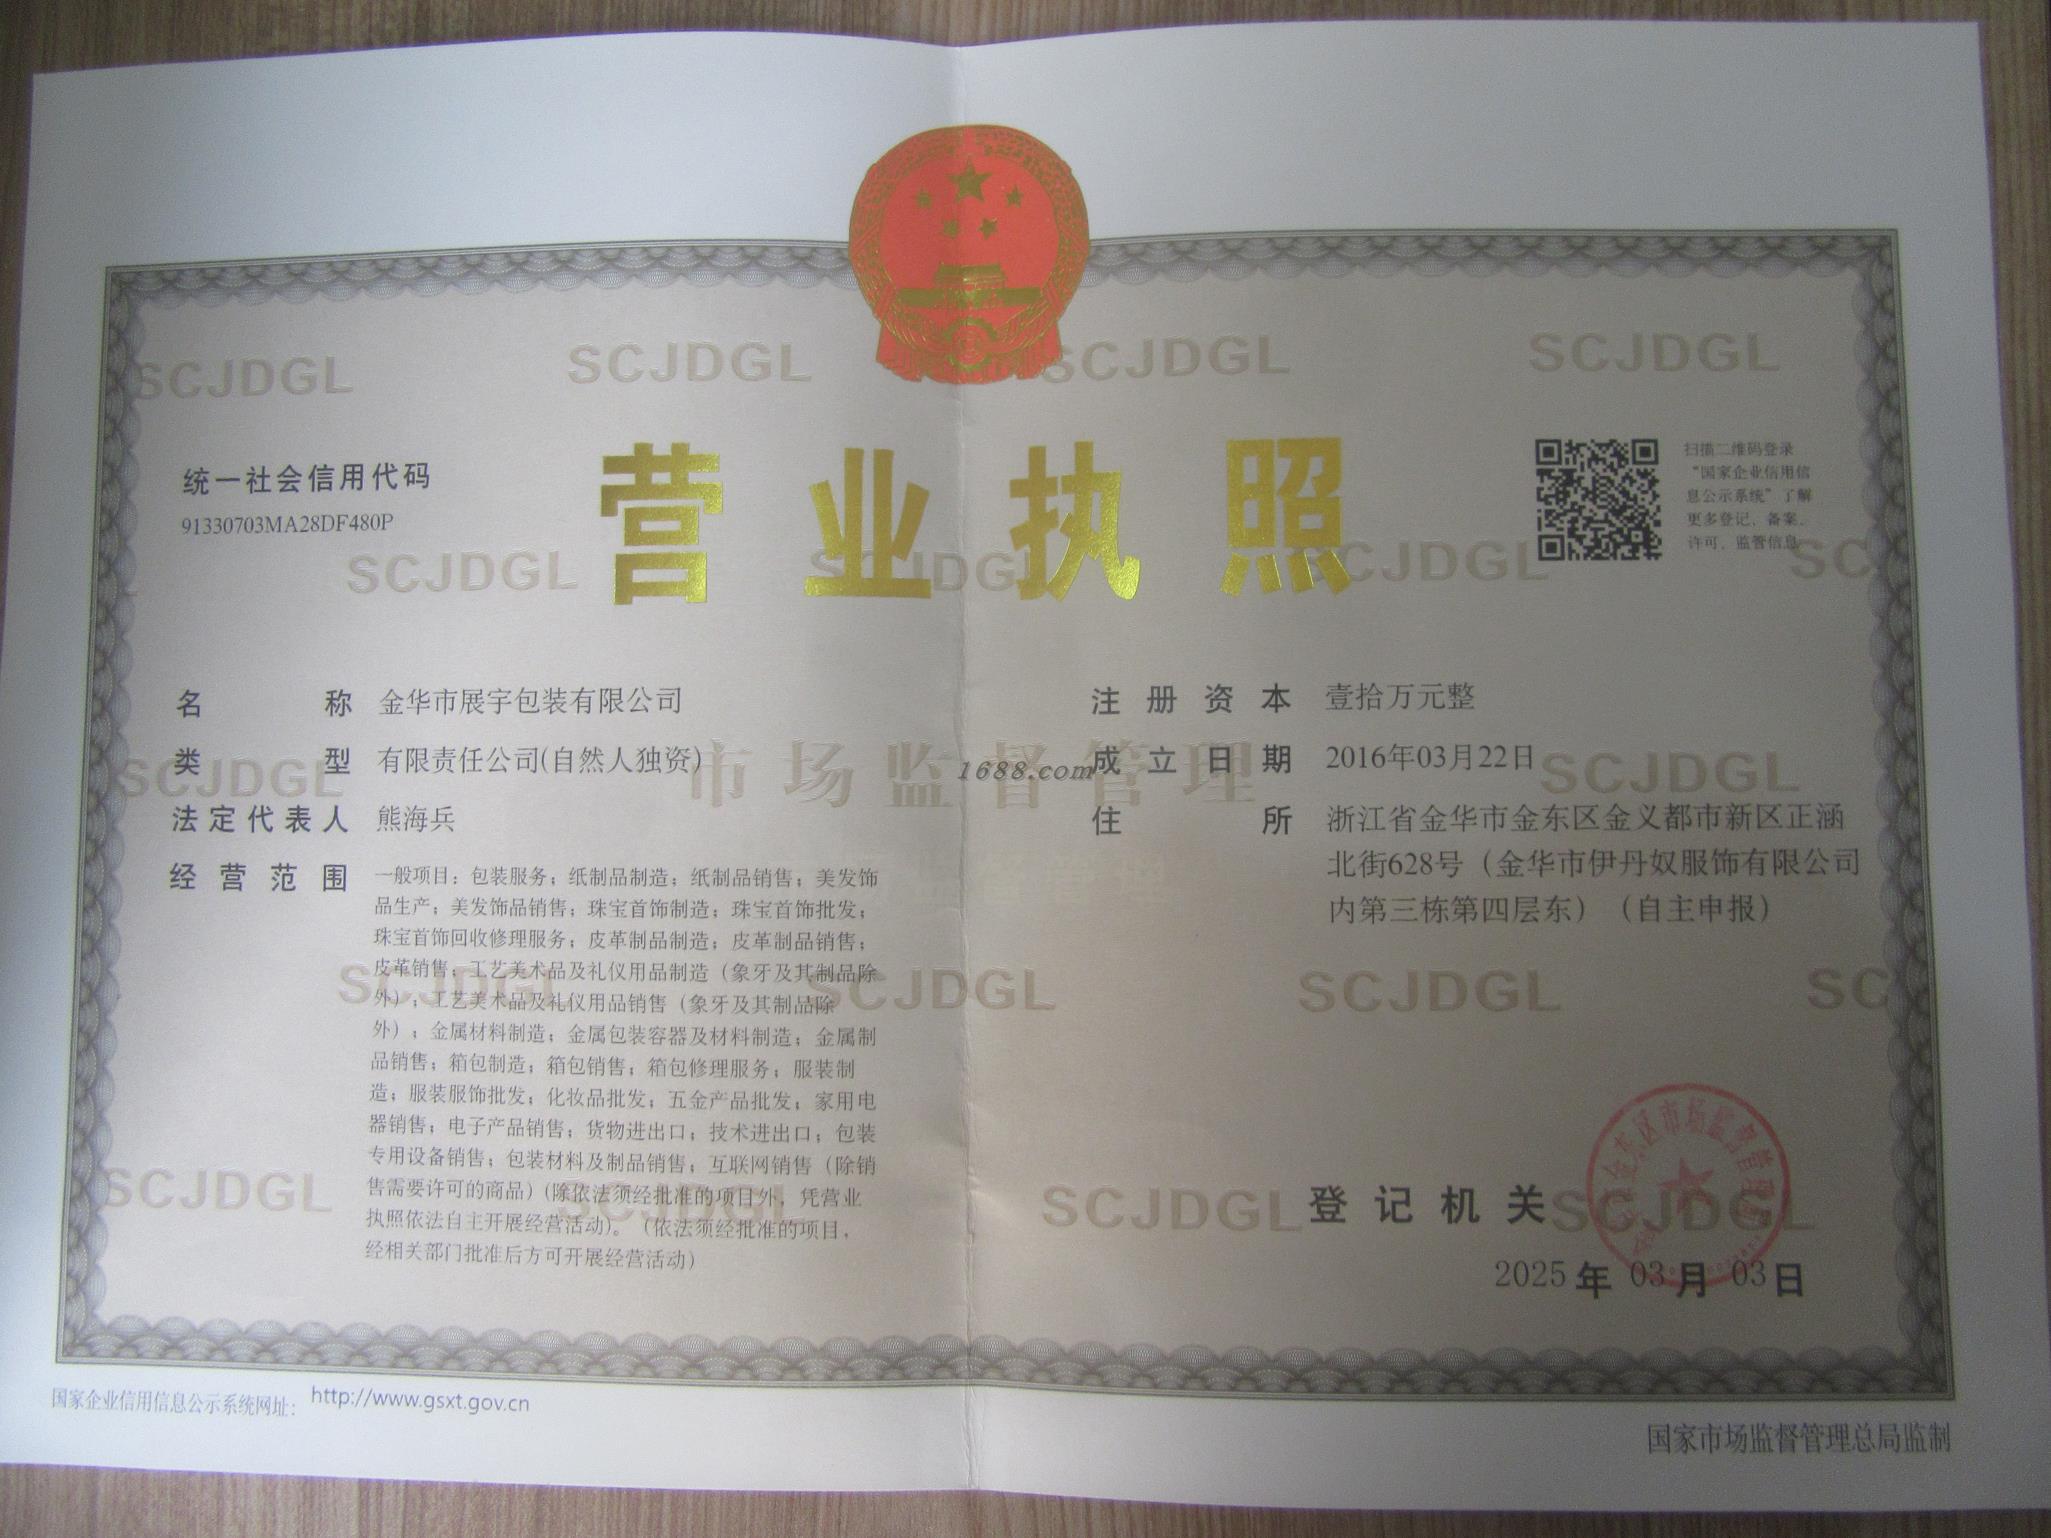 统一社会信用代码
91330703MA28DF480P
营业执照
扫描二维码登录
“国家企业信用信
息公示系统”了解
更多登记、备案、
许可、监管信息
名称 金华市展宇包装有限公司
类型 有限责任公司(自然人独资)
法定代表人 熊海兵
经营范围 一般项目：包装服务；纸制品制造；纸制品销售；美发饰
品生产；美发饰品销售；珠宝首饰制造；珠宝首饰批发；
珠宝首饰回收修理服务；皮革制品制造；皮革制品销售；
皮革销售；工艺美术品及礼仪用品制造（象牙及其制品除
外）；工艺美术品及礼仪用品销售（象牙及其制品除
外）；金属材料制造；金属包装容器及材料制造；金属制
品销售；箱包制造；箱包销售；箱包修理服务；服装制
造；服装服饰批发；化妆品批发；五金产品批发；家用电
器销售；电子产品销售；货物进出口；技术进出口；包装
专用设备销售；包装材料及制品销售；互联网销售（除销
售需要许可的商品）(除依法须经批准的项目外，凭营业
执照依法自主开展经营活动)。（依法须经批准的项目，
经相关部门批准后方可开展经营活动）
注册资本 壹拾万元整
成立日期 2016年03月22日
住所 浙江省金华市金东区金义都市新区正涵
北街628号（金华市伊丹奴服饰有限公司
内第三栋第四层东）（自主申报）
市场监督管理
1688.com
SCJDGL SCJDGL SCJDGL SCJDGL
SCJDGL SCJDGL SCJDGL SC
SCJDGL SCJDGL
SCJDGL SCJDGL SCJDGL SC
SCJDGL SCJDGL SCJDGL SCJDGL
登记机关
2025年03月03日
国家企业信用信息公示系统网址： http://www.gsxt.gov.cn
国家市场监督管理总局监制